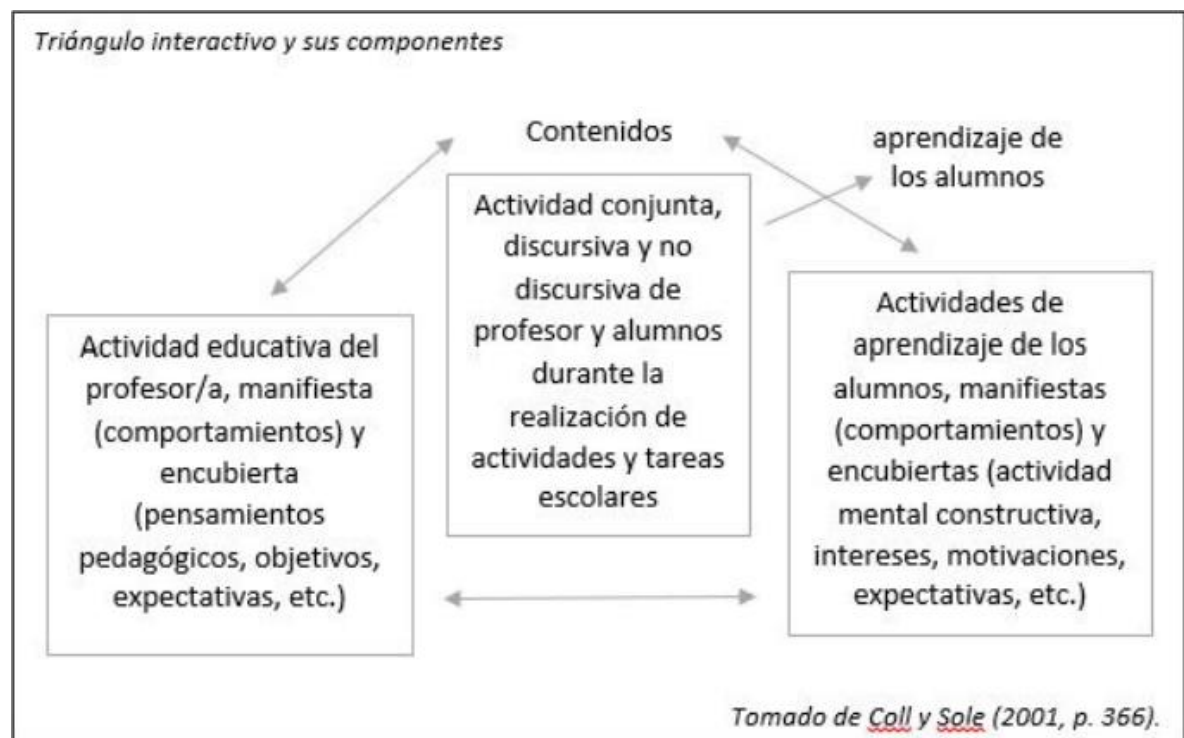 Triángulo interactivo y sus componentes
Contenidos
aprendizaje de
los alumnos
Actividad conjunta,
discursiva y no
discursiva de
profesor y alumnos
durante la
realización de
actividades y tareas
escolares
Actividad educativa del
profesor/a, manifiesta
(comportamientos) y
encubierta
(pensamientos
pedagógicos, objetivos,
expectativas, etc.)
Actividades de
aprendizaje de los
alumnos, manifiestas
(comportamientos) y
encubiertas (actividad
mental constructiva,
intereses, motivaciones,
expectativas, etc.)
Tomado de Coll y Sole (2001, p. 366).